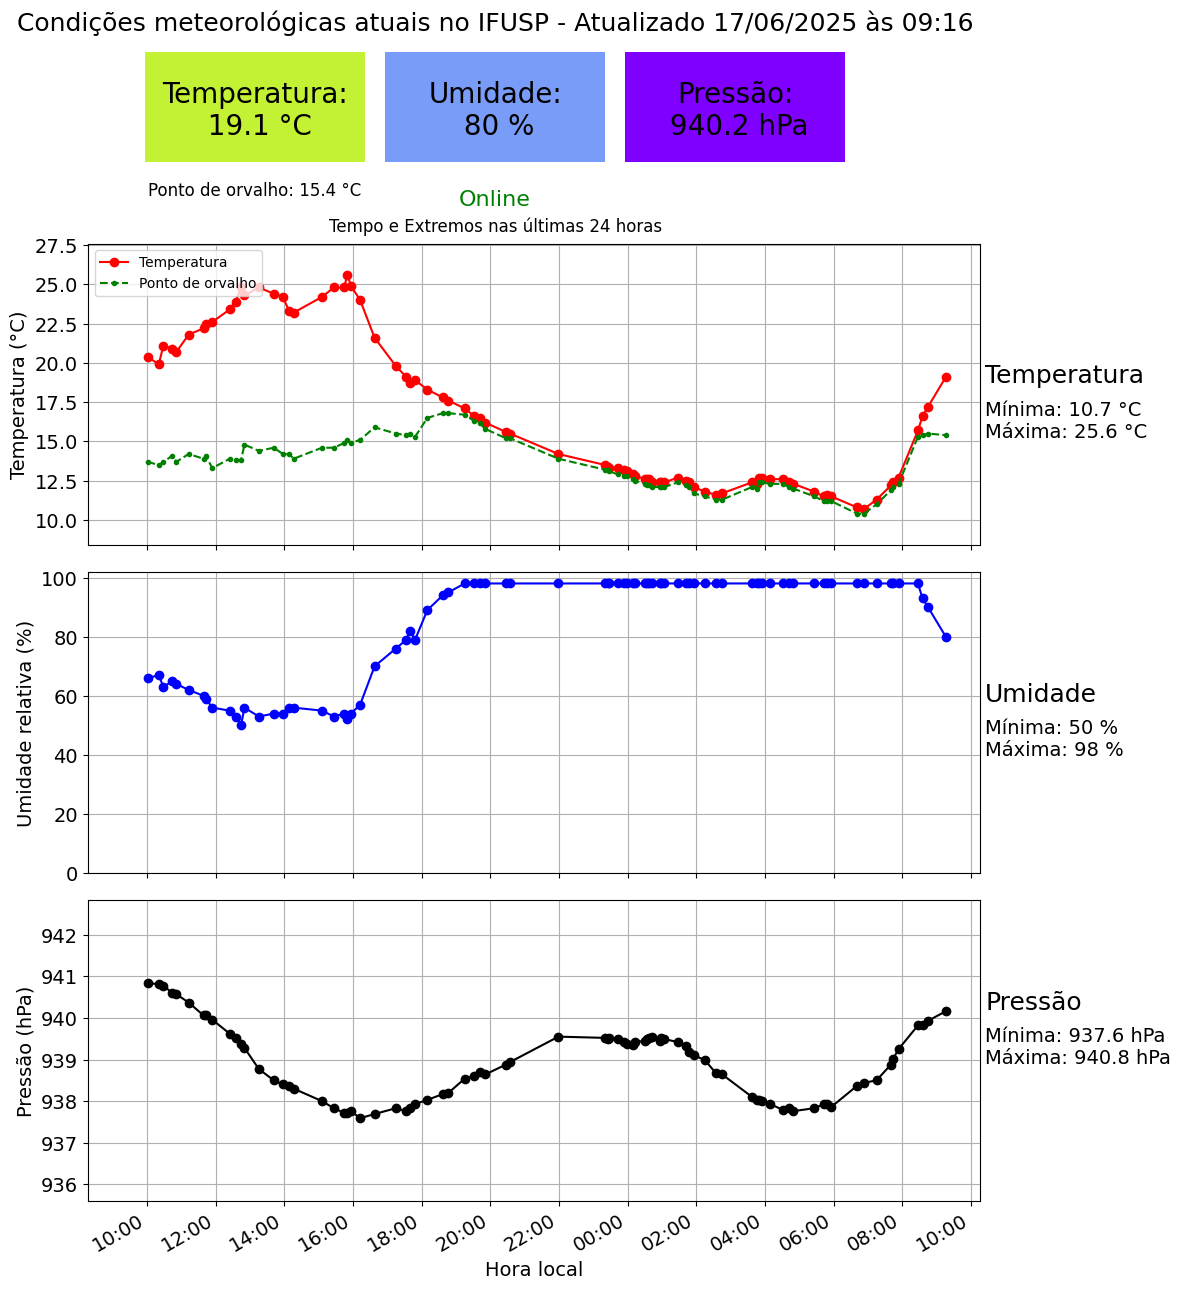 Condições meteorológicas atuais no IFUSP - Atualizado 17/06/2025 às 09:16
Temperatura:
19.1 °C
Umidade:
80 %
Pressão:
940.2 hPa
Ponto de orvalho: 15.4 °C
Online
Tempo e Extremos nas últimas 24 horas
Temperatura (°C)
27.5
25.0
22.5
20.0
17.5
15.0
12.5
10.0
Temperatura
Ponto de orvalho
Temperatura
Mínima: 10.7 °C
Máxima: 25.6 °C
Umidade relativa (%)
100
80
60
40
20
0
Umidade
Mínima: 50 %
Máxima: 98 %
Pressão (hPa)
942
941
940
939
938
937
936
Pressão
Mínima: 937.6 hPa
Máxima: 940.8 hPa
10:00
12:00
14:00
16:00
18:00
20:00
22:00
00:00
02:00
04:00
06:00
08:00
10:00
Hora local